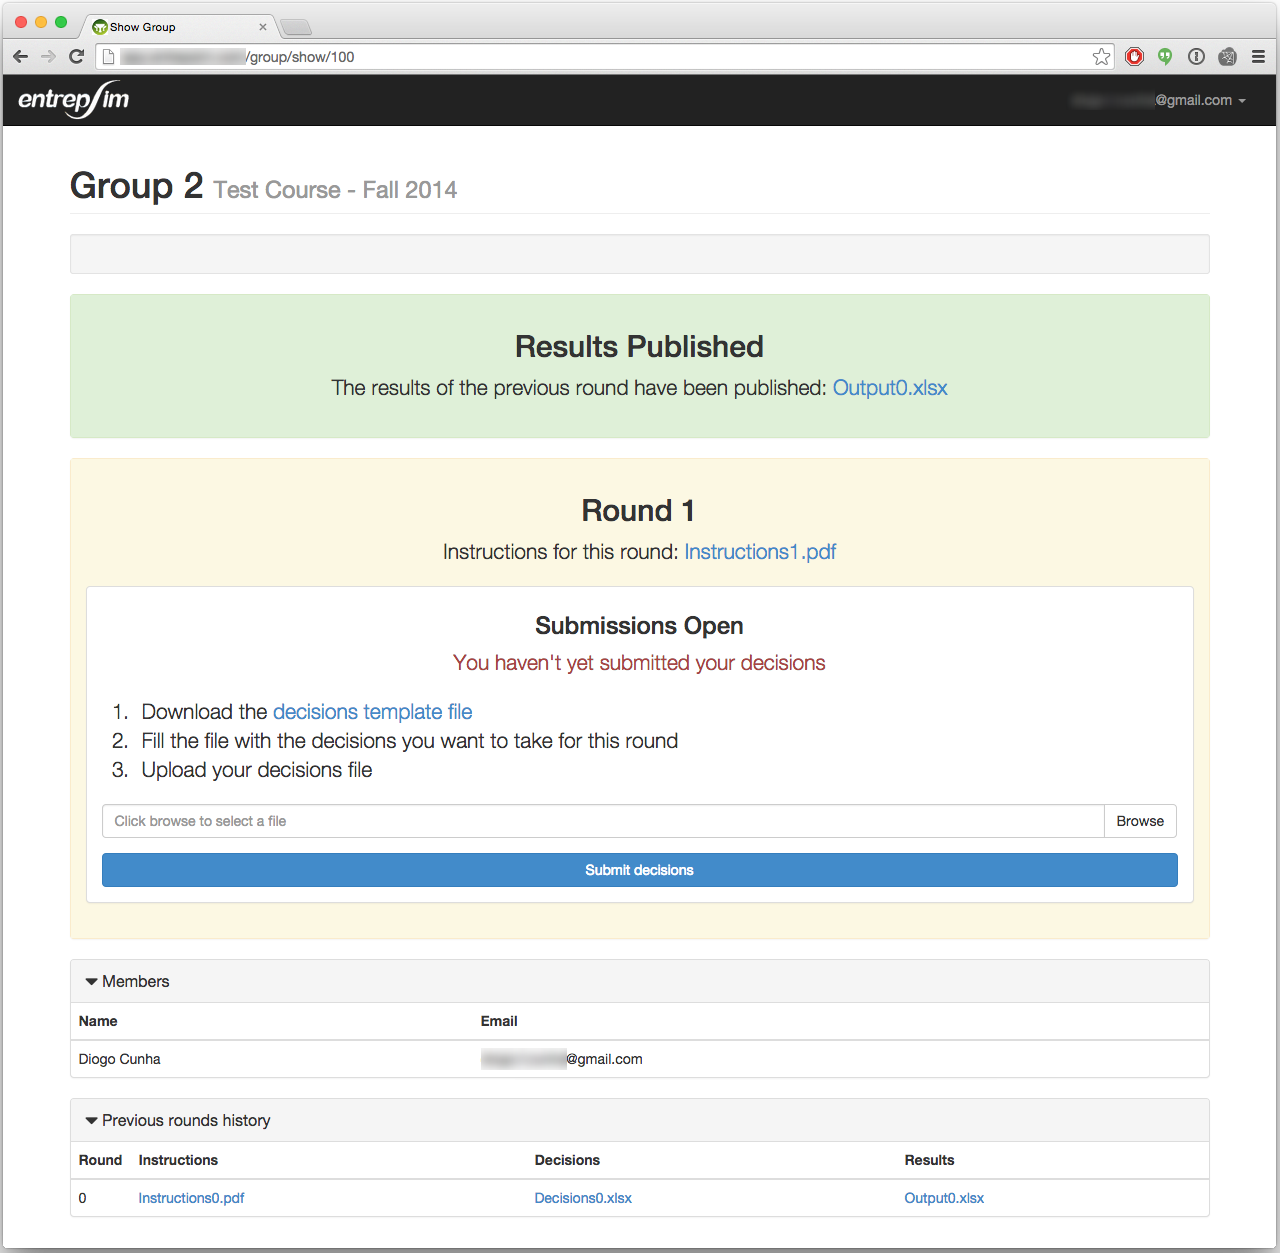 Show Group
/group/show/100
entrepSim
@gmail.com
Group 2 Test Course - Fall 2014
Results Published
The results of the previous round have been published: Output0.xlsx
Round 1
Instructions for this round: Instructions1.pdf
Submissions Open
You haven't yet submitted your decisions
1. Download the decisions template file
2. Fill the file with the decisions you want to take for this round
3. Upload your decisions file
Click browse to select a file Browse
Submit decisions
Members
Name Email
Diogo Cunha @gmail.com
Previous rounds history
Round Instructions Decisions Results
0 Instructions0.pdf Decisions0.xlsx Output0.xlsx